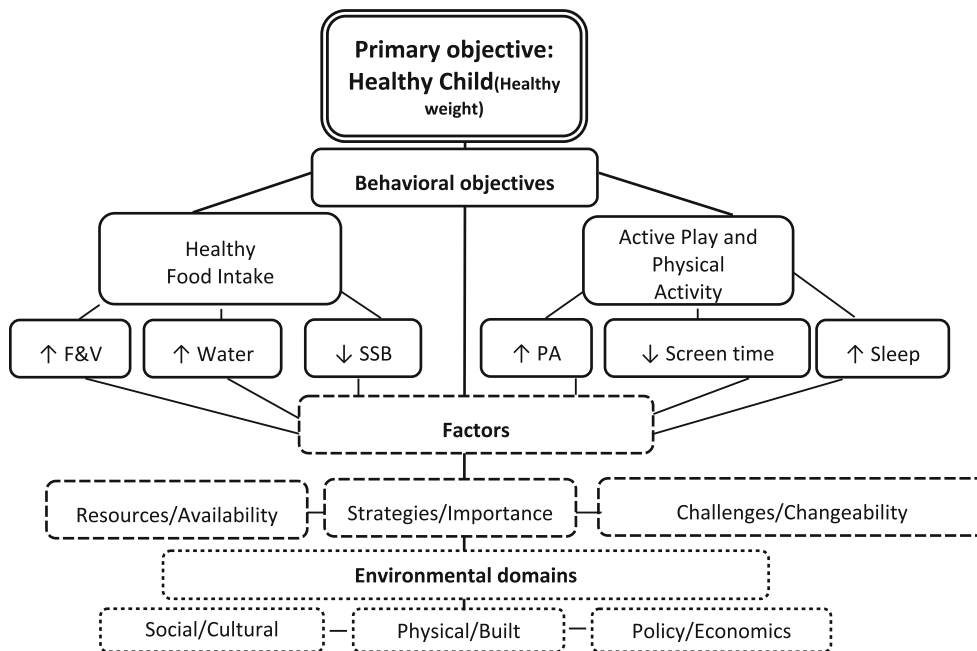 Primary objective:
Healthy Child(Healthy
weight)
Behavioral objectives
Healthy
Food Intake
Active Play and
Physical
Activity
↑ F&V
↑ Water
↓ SSB
↑ PA
↓ Screen time
↑ Sleep
Factors
Resources/Availability
Strategies/Importance
Challenges/Changeability
Environmental domains
Social/Cultural
Physical/Built
Policy/Economics